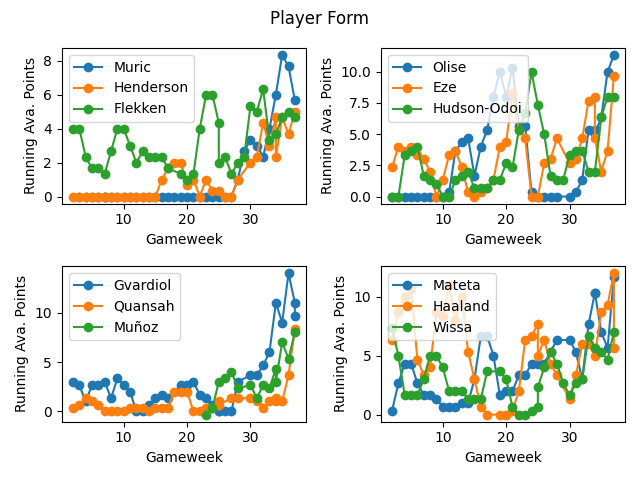 Player Form
Running Ava. Points
8
6
4
2
0
Muric
Henderson
Flekken
10
20
30
Gameweek
Running Ava. Points
10.0
7.5
5.0
2.5
0.0
Olise
Eze
Hudson-Odoi
10
20
30
Gameweek
Running Ava. Points
10
5
0
Gvardiol
Quansah
Muñoz
10
20
30
Gameweek
Running Ava. Points
10
5
0
Mateta
Haaland
Wissa
10
20
30
Gameweek